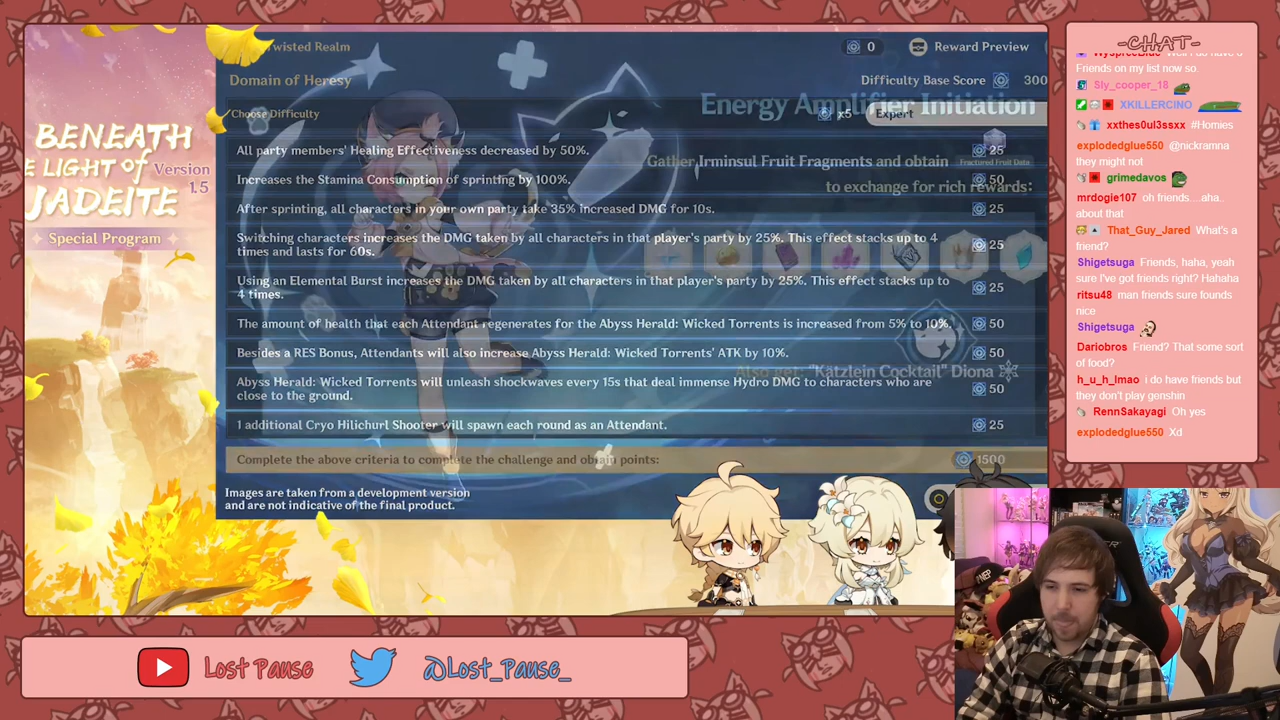 BENEATH
E LIGHT of
JADEITE
Version
1.5
Special Program
Twisted Realm
0
Reward Preview
Domain of Heresy
Difficulty Base Score
300
Energy Amplifier Initiation
Choose Difficulty
x5
Expert
All party members' Healing Effectiveness decreased by 50%.
25
Gather Irminsul Fruit Fragments and obtain
Fractured Fruit Data
to exchange for rich rewards:
Increases the Stamina Consumption of sprinting by 100%.
50
After sprinting, all characters in your own party take 35% increased DMG for 10s.
25
Switching characters increases the DMG taken by all characters in that player's party by 25%. This effect stacks up to 4
times and lasts for 60s.
25
Using an Elemental Burst increases the DMG taken by all characters in that player's party by 25%. This effect stacks up to
4 times.
25
The amount of health that each Attendant regenerates for the Abyss Herald: Wicked Torrents is increased from 5% to 10%.
50
Besides a RES Bonus, Attendants will also increase Abyss Herald: Wicked Torrents' ATK by 10%.
50
Also get: "Kätzlein Cocktail" Diona
Abyss Herald: Wicked Torrents will unleash shockwaves every 15s that deal immense Hydro DMG to characters who are
close to the ground.
50
1 additional Cryo Hilichurl Shooter will spawn each round as an Attendant.
25
Complete the above criteria to complete the challenge and obtain points:
1500
Images are taken from a development version
and are not indicative of the final product.
-CHAT-
Friends on my list now so.
Sly_cooper_18
XKILLERCINO
xxthes0ul3ssxx #Homies
explodedglue550 @nickramna
they might not
grimedavos
mrdogie107 oh friends....aha..
about that
That_Guy_Jared What's a
friend?
Shigetsuga Friends, haha, yeah
sure I've got friends right? Hahaha
ritsu48 man friends sure founds
nice
Shigetsuga
Dariobros Friend? That some sort
of food?
h_u_h_lmao i do have friends but
they don't play genshin
RennSakayagi Oh yes
explodedglue550 Xd
Lost Pause
@Lost_Pause_